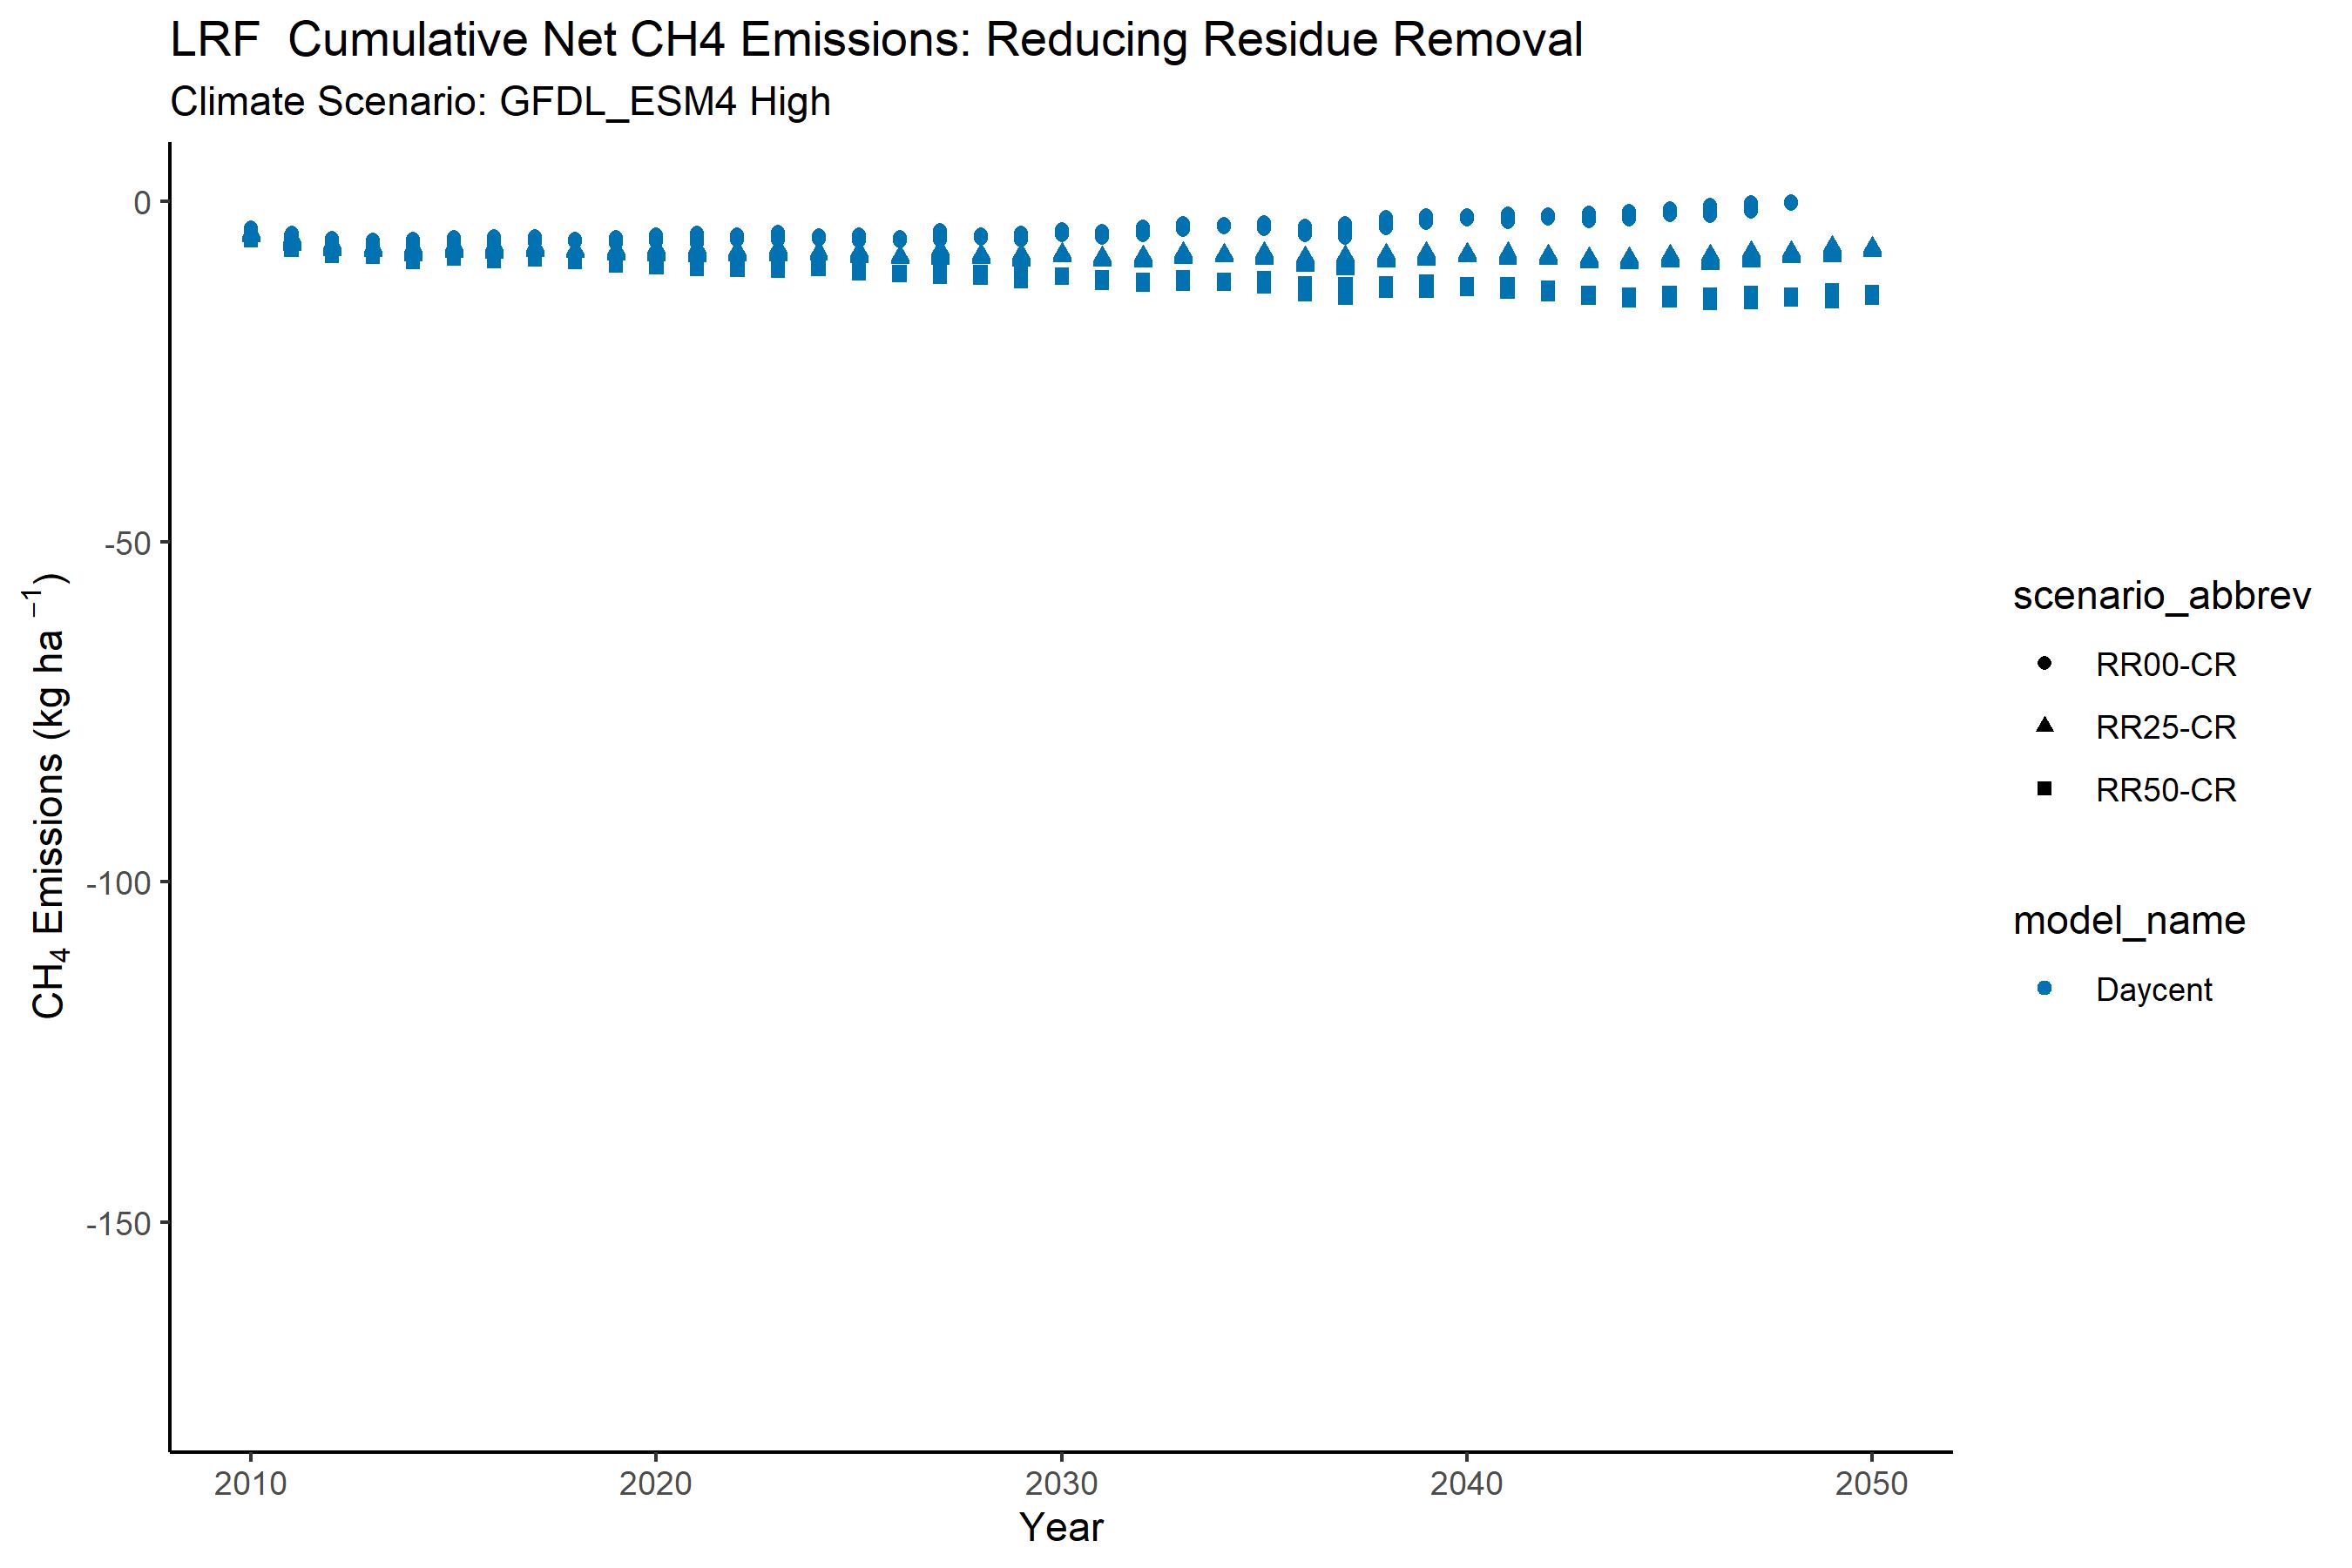 LRF  Cumulative Net CH4 Emissions: Reducing Residue Removal
Climate Scenario: GFDL_ESM4 High
0
-50
-100
-150
CH₄ Emissions (kg ha ⁻¹)
2010 2020 2030 2040 2050
Year
scenario_abbrev
RR00-CR
RR25-CR
RR50-CR
model_name
Daycent